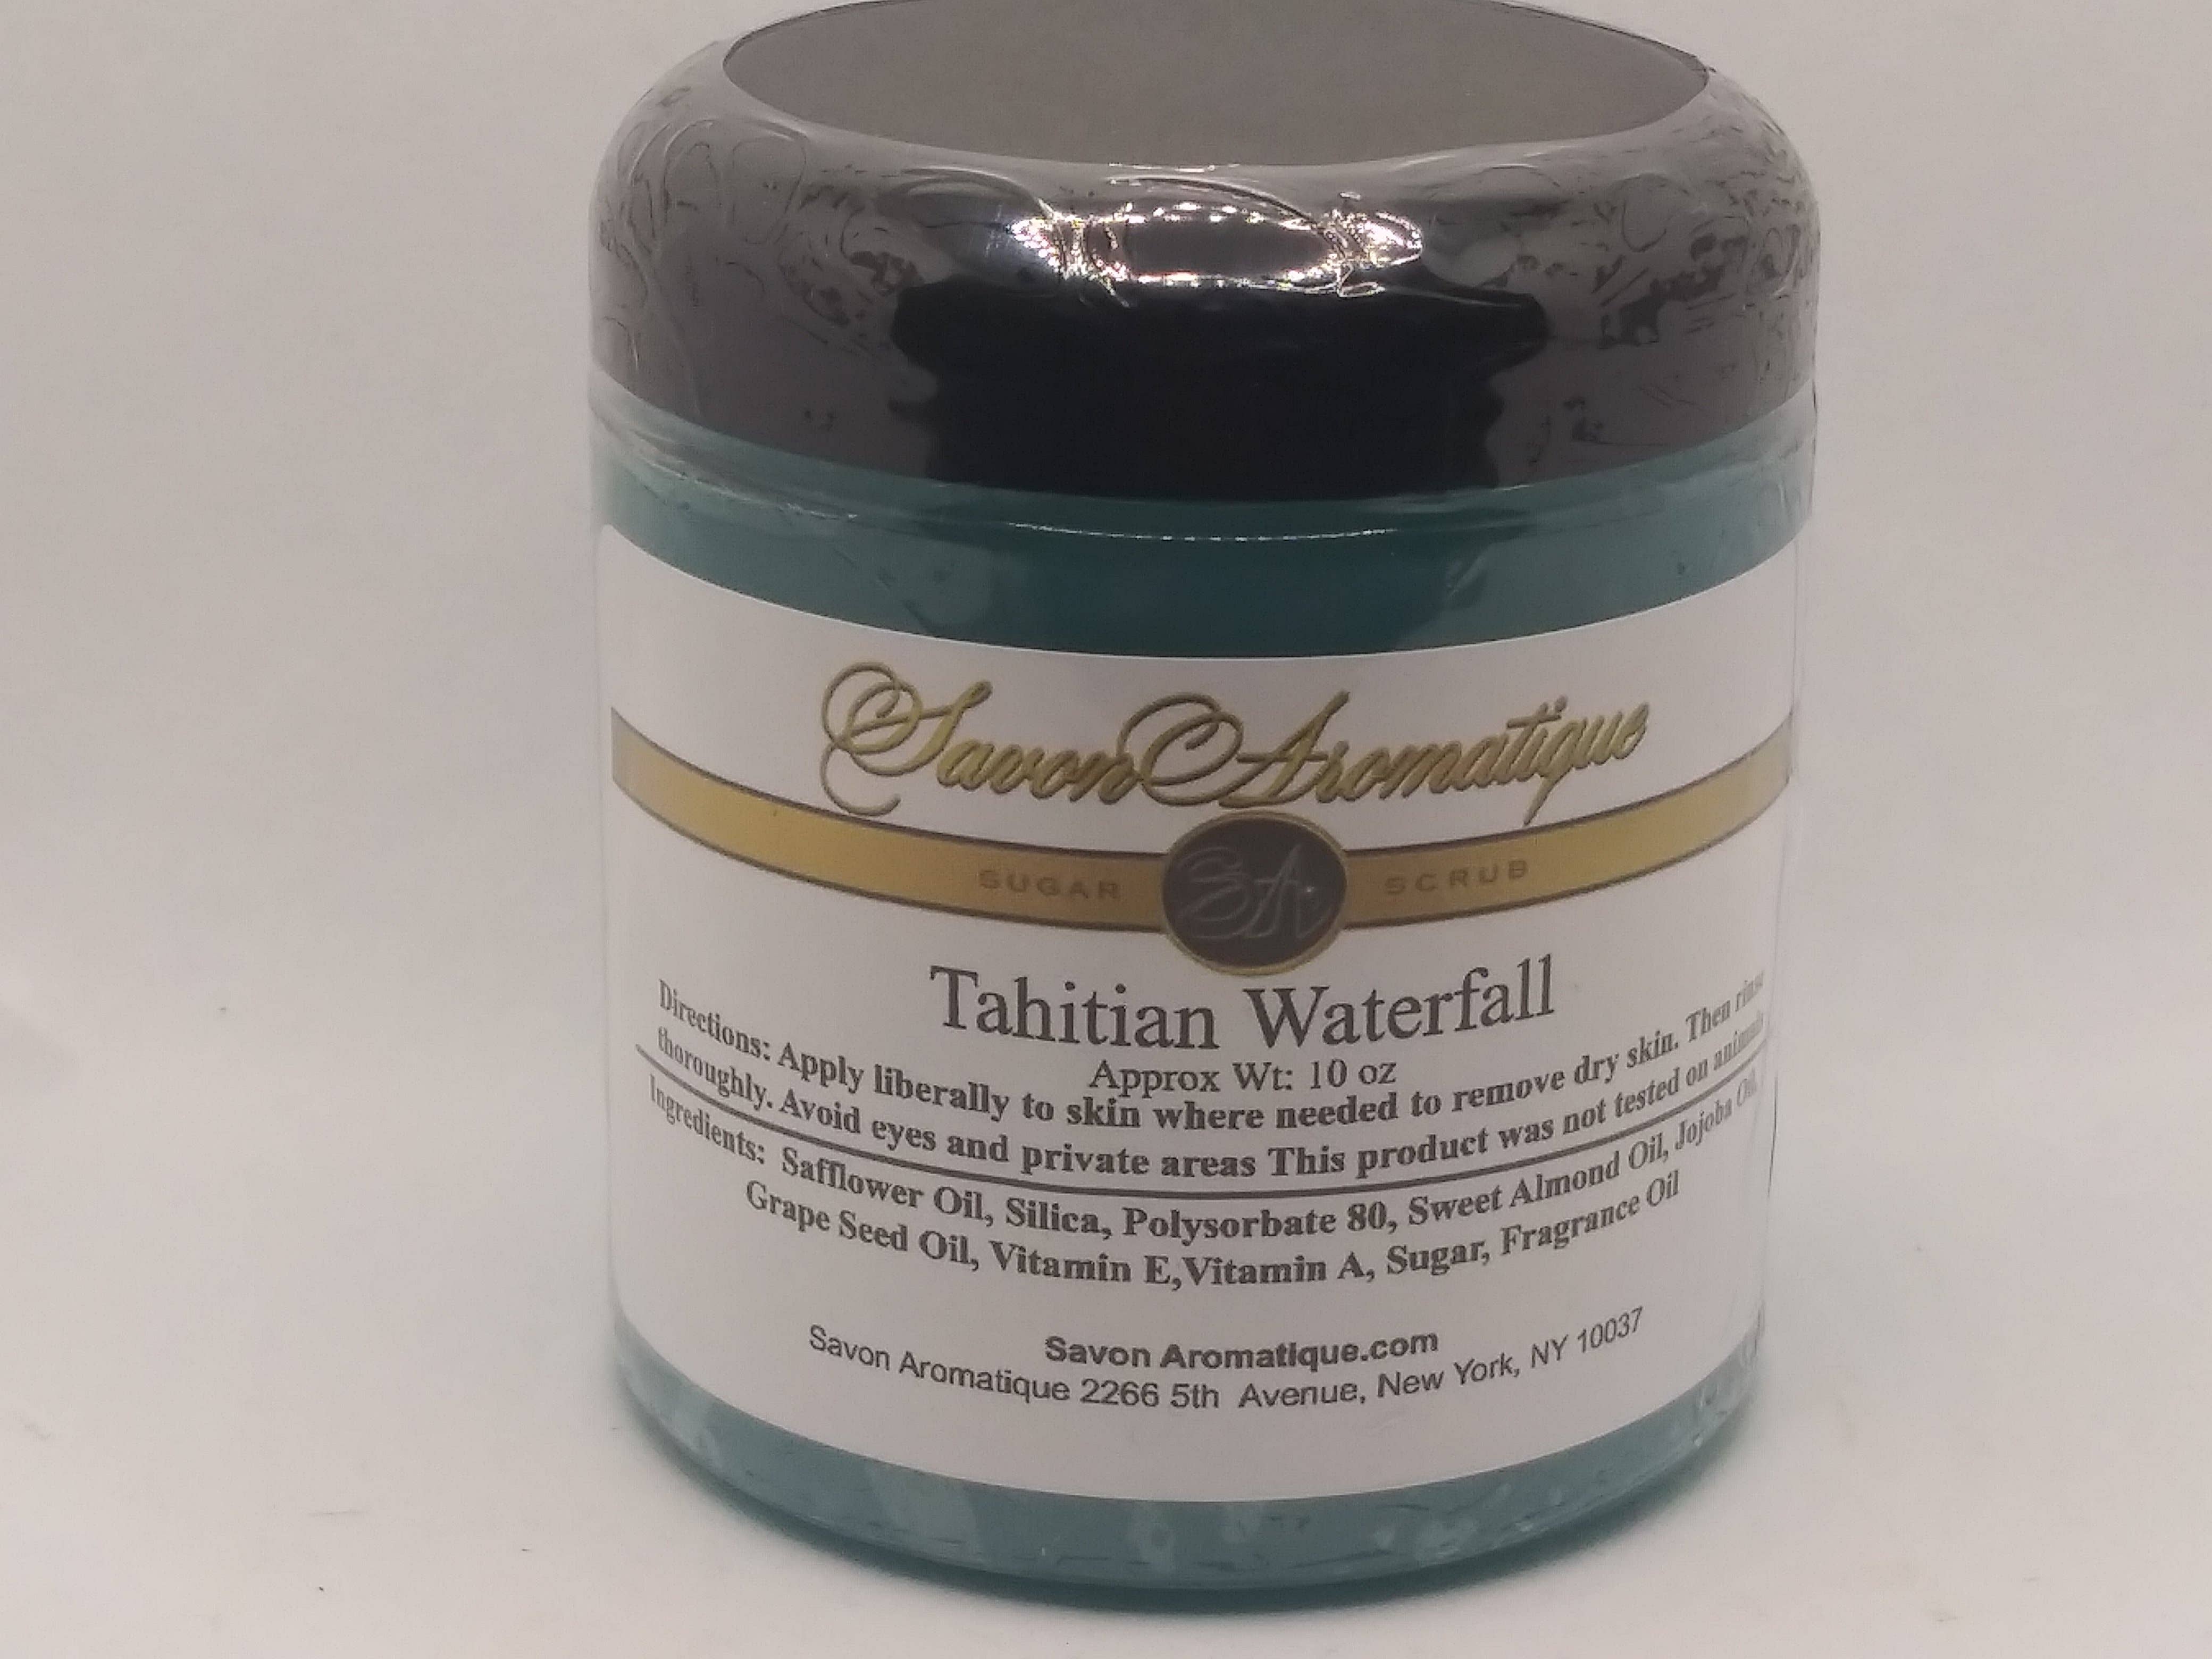 Savon Aromatique
SUGAR SA SCRUB
Tahitian Waterfall
Approx Wt: 10 oz
Directions: Apply liberally to skin where needed to remove dry skin. Then rinse
thoroughly. Avoid eyes and private areas This product was not tested on animals
Ingredients: Safflower Oil, Silica, Polysorbate 80, Sweet Almond Oil, Jojoba Oil,
Grape Seed Oil, Vitamin E,Vitamin A, Sugar, Fragrance Oil
Savon Aromatique.com
Savon Aromatique 2266 5th Avenue, New York, NY 10037